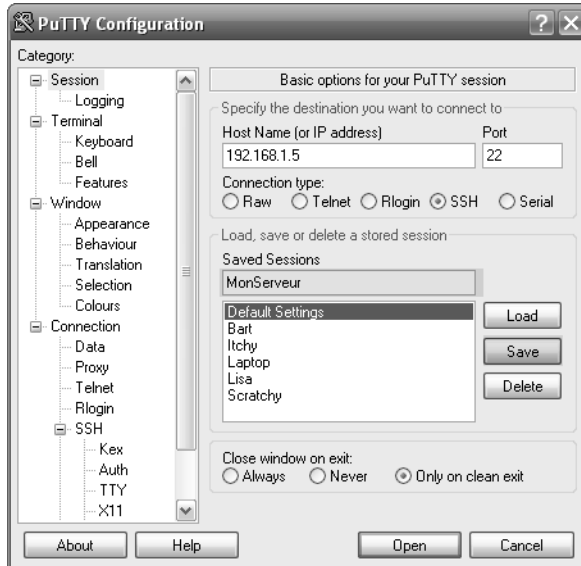 PuTTY Configuration
Category:
Session
Logging
Terminal
Keyboard
Bell
Features
Window
Appearance
Behaviour
Translation
Selection
Colours
Connection
Data
Proxy
Telnet
Rlogin
SSH
Kex
Auth
TTY
X11
Basic options for your PuTTY session
Specify the destination you want to connect to
Host Name (or IP address) Port
192.168.1.5 22
Connection type:
Raw Telnet Rlogin SSH Serial
Load, save or delete a stored session
Saved Sessions
MonServeur
Default Settings
Bart
Itchy
Laptop
Lisa
Scratchy
Load
Save
Delete
Close window on exit:
Always Never Only on clean exit
About Help Open Cancel